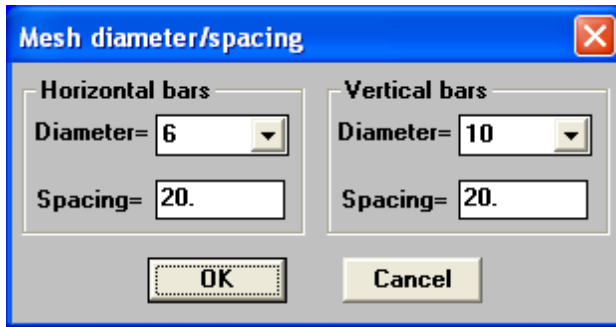 Mesh diameter/spacing
Horizontal bars
Diameter= 6
Spacing= 20.
Vertical bars
Diameter= 10
Spacing= 20.
OK
Cancel